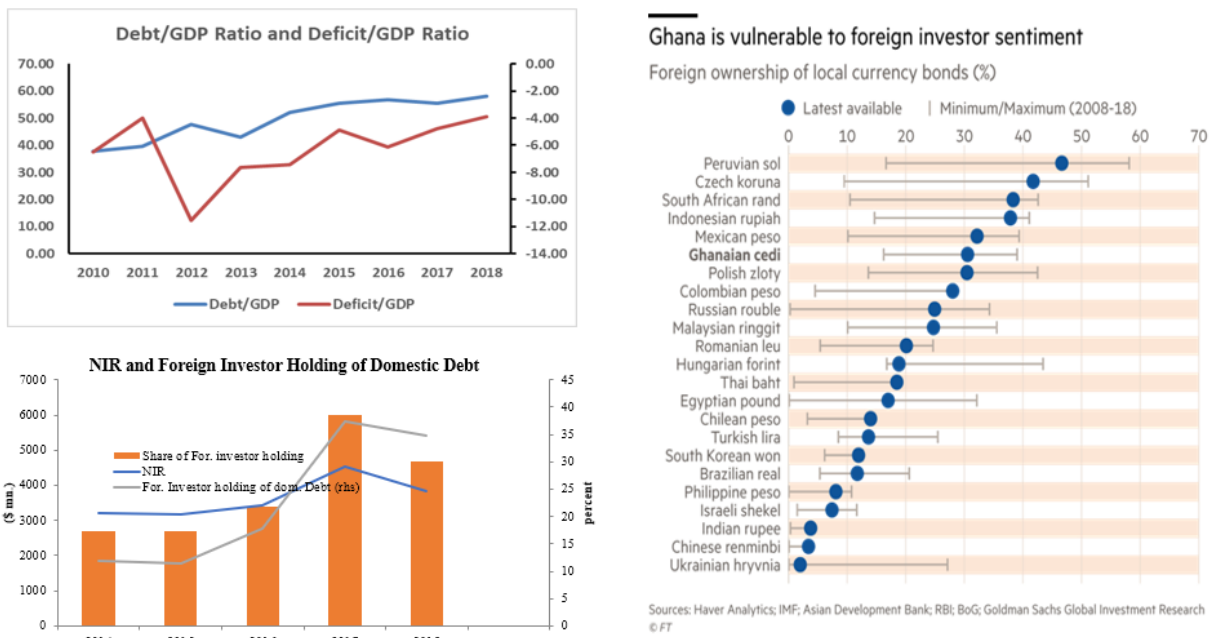 Debt/GDP Ratio and Deficit/GDP Ratio
70.00
60.00
50.00
40.00
30.00
20.00
10.00
0.00
0.00
-2.00
-4.00
-6.00
-8.00
-10.00
-12.00
-14.00
2010 2011 2012 2013 2014 2015 2016 2017 2018
Debt/GDP Deficit/GDP
NIR and Foreign Investor Holding of Domestic Debt
7000
6000
5000
4000
3000
2000
1000
0
($ mn.)
Share of For. investor holding
NIR
For. Investor holding of dom. Debt (rhs)
45
40
35
30
25
20
15
10
5
0
percent
Ghana is vulnerable to foreign investor sentiment
Foreign ownership of local currency bonds (%)
Latest available | Minimum/Maximum (2008-18)
0 10 20 30 40 50 60 70
Peruvian sol
Czech koruna
South African rand
Indonesian rupiah
Mexican peso
Ghanaian cedi
Polish zloty
Colombian peso
Russian rouble
Malaysian ringgit
Romanian leu
Hungarian forint
Thai baht
Egyptian pound
Chilean peso
Turkish lira
South Korean won
Brazilian real
Philippine peso
Israeli shekel
Indian rupee
Chinese renminbi
Ukrainian hryvnia
0 10 20 30 40 50 60 70
Sources: Haver Analytics; IMF; Asian Development Bank; RBI; BoG; Goldman Sachs Global Investment Research
© FT